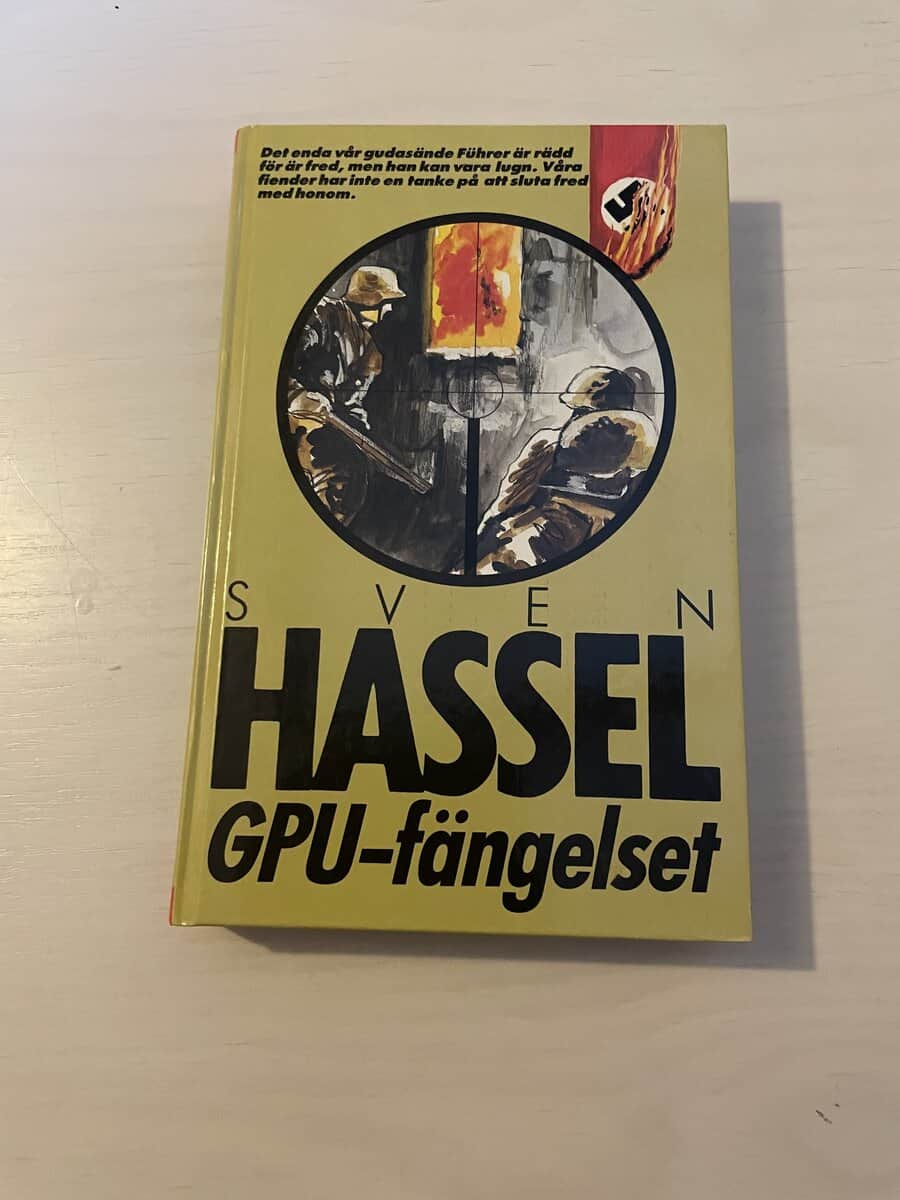 Det enda vår gudasände Führer är rädd
för är fred, men han kan vara lugn. Våra
fiender har inte en tanke på att sluta fred
med honom.
SVEN
HASSEL
GPU-fängelset